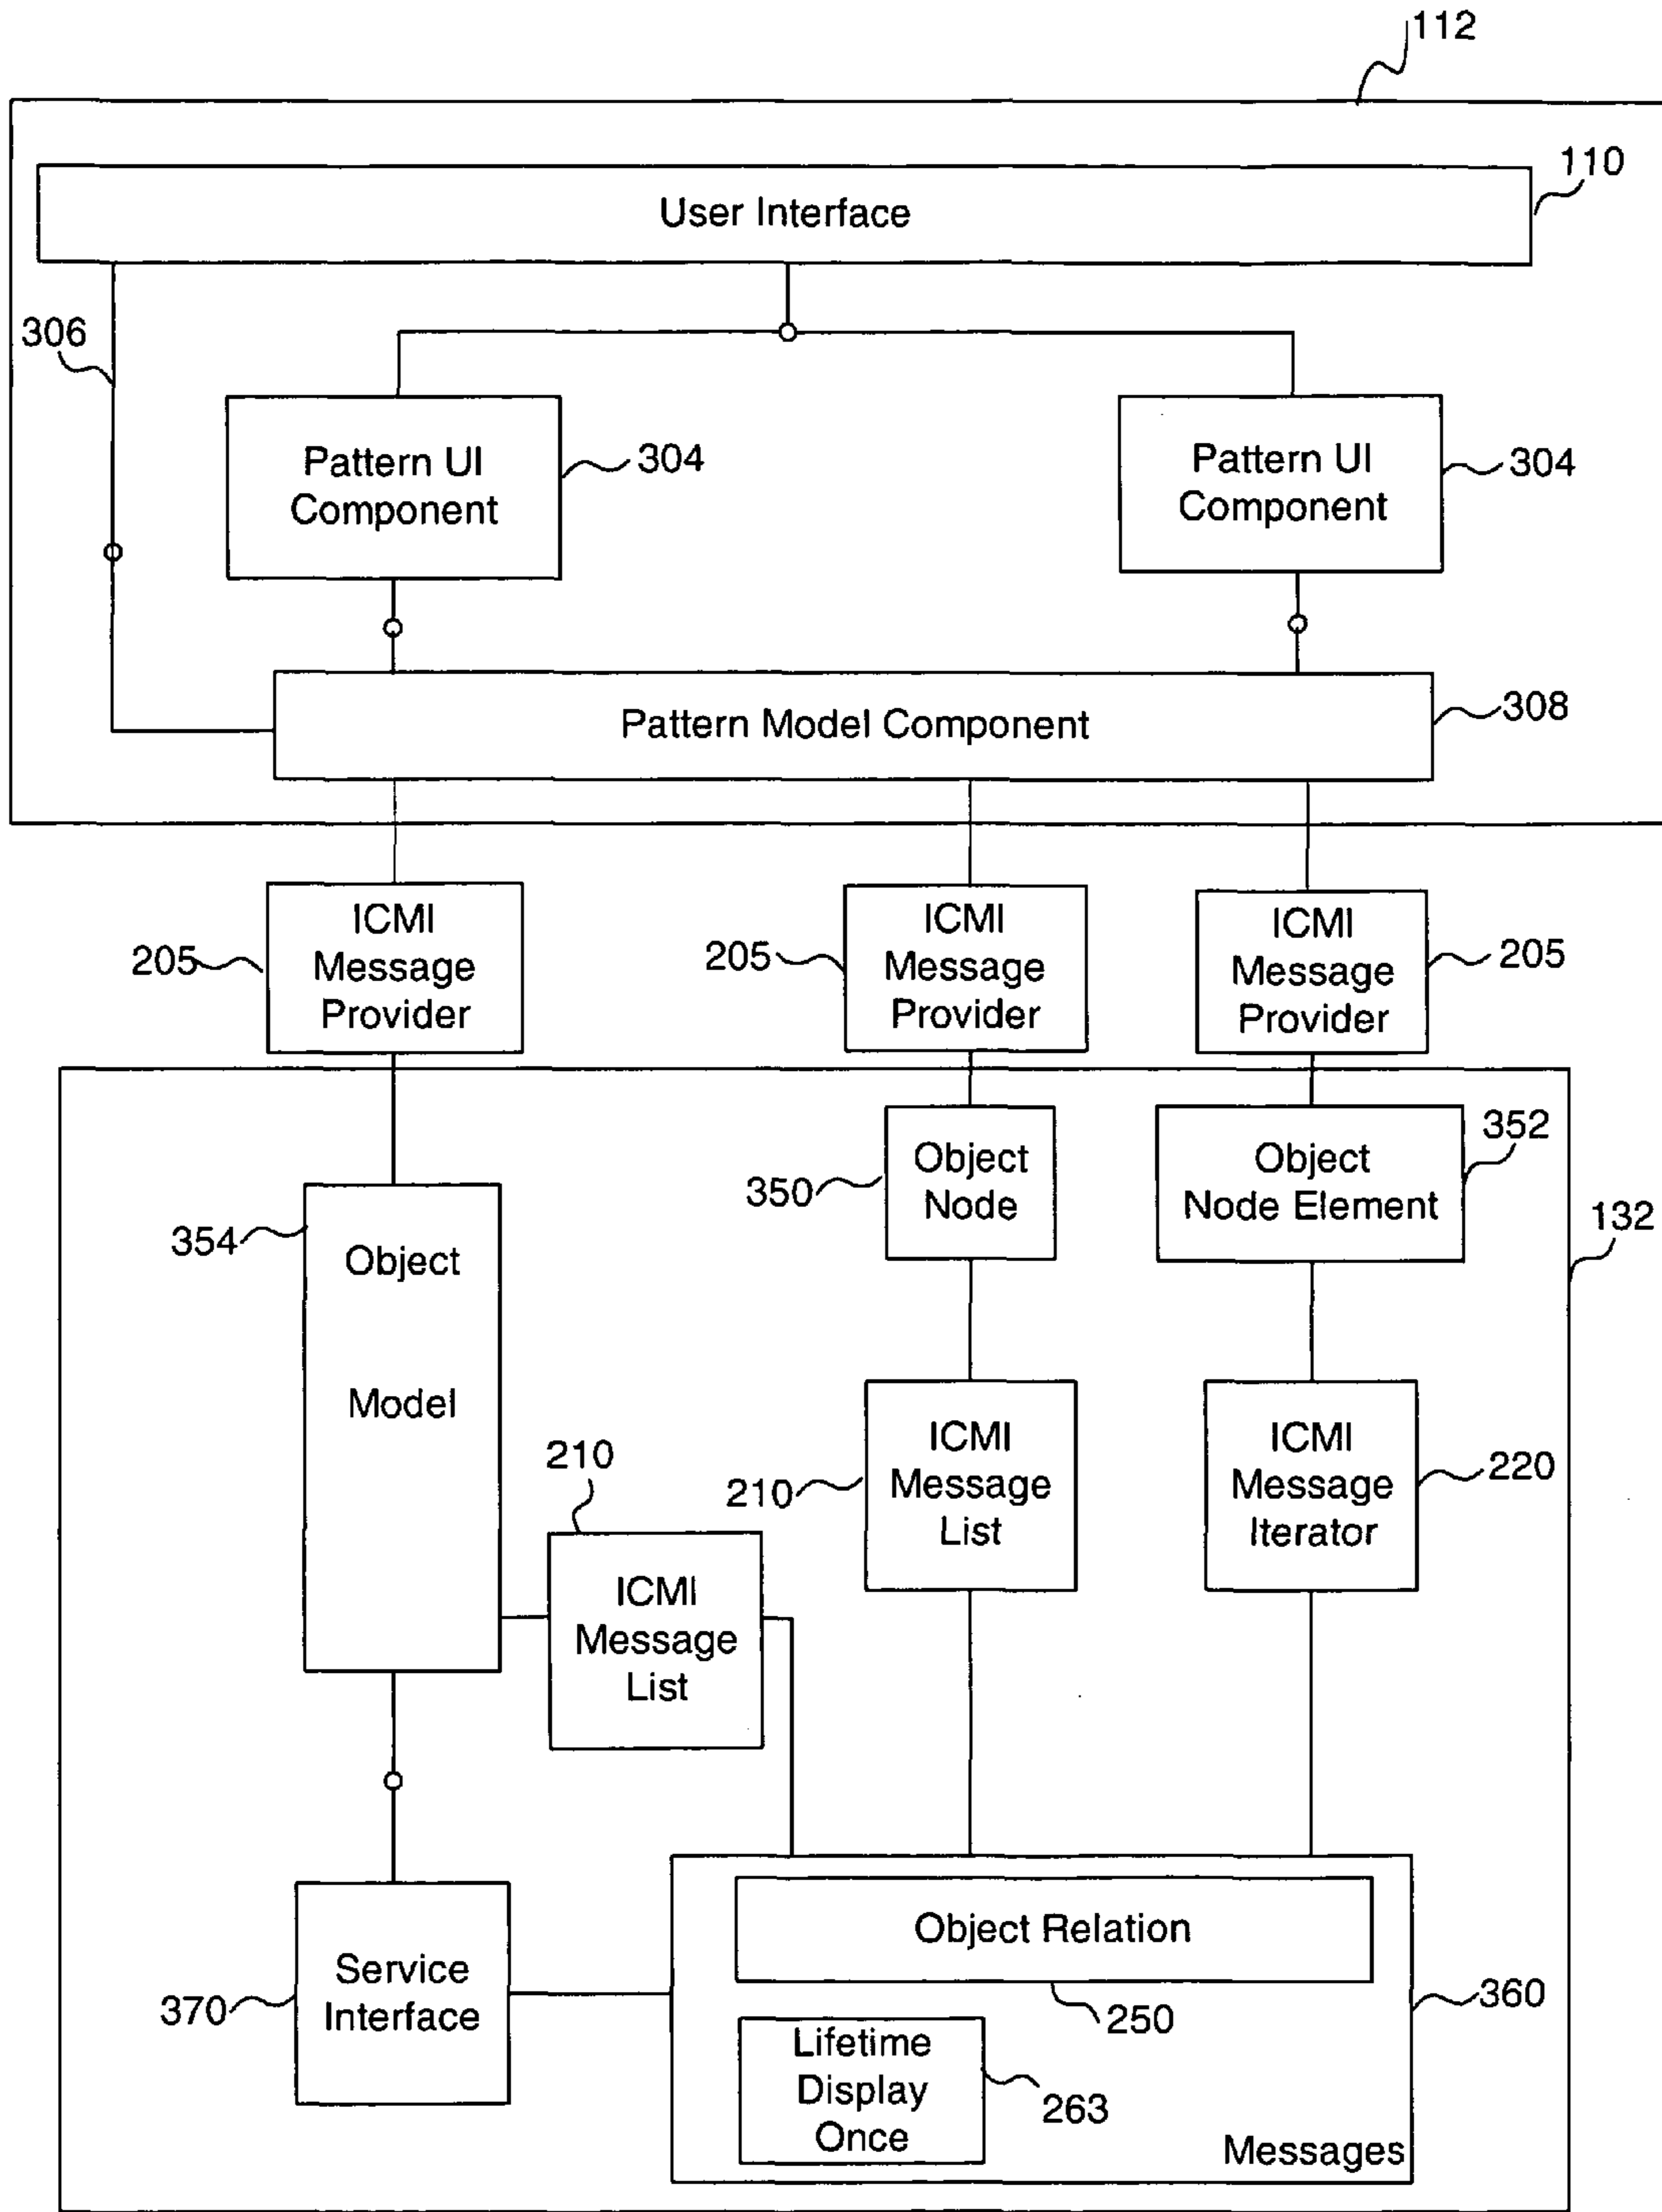 112
110
User Interface
306
Pattern UI
Component
304
Pattern UI
Component
304
Pattern Model Component
308
ICMI
Message
Provider
205
ICMI
Message
Provider
205
ICMI
Message
Provider
205
Object
Node
350
Object
Node Element
352
132
354
Object
Model
210
ICMI
Message
List
ICMI
Message
List
210
ICMI
Message
Iterator
220
Service
Interface
370
Object Relation
250
360
Lifetime
Display
Once
263
Messages